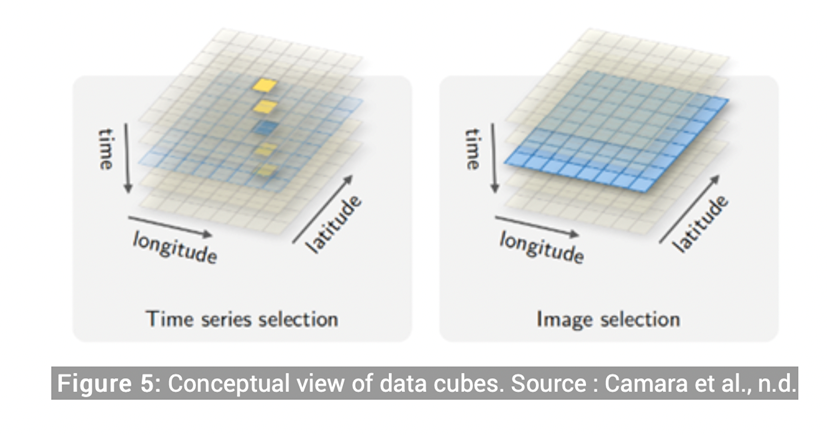 time
longitude
latitude
Time series selection
time
longitude
latitude
Image selection
Figure 5: Conceptual view of data cubes. Source : Camara et al., n.d.